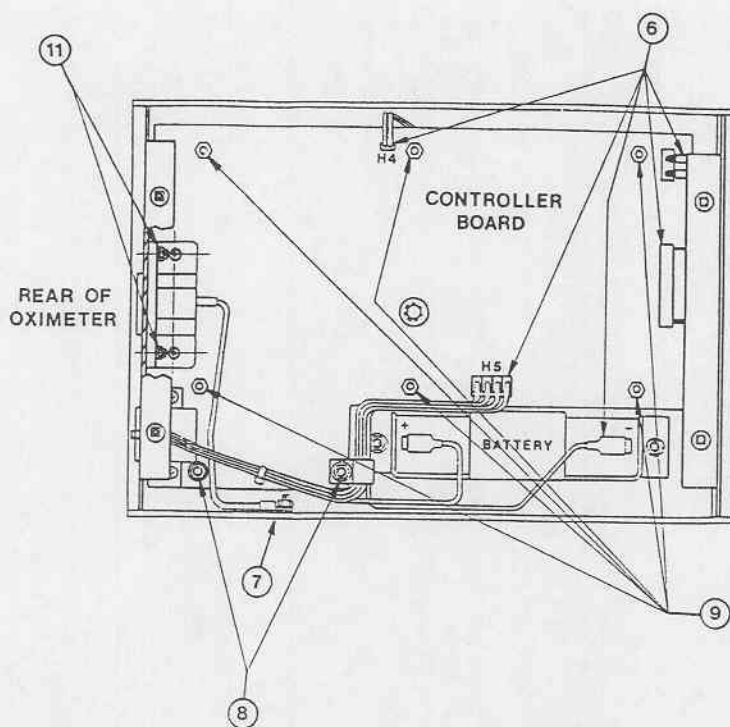 11
6
H4
CONTROLLER
BOARD
REAR OF
OXIMETER
H5
+
BATTERY
-
7
9
8